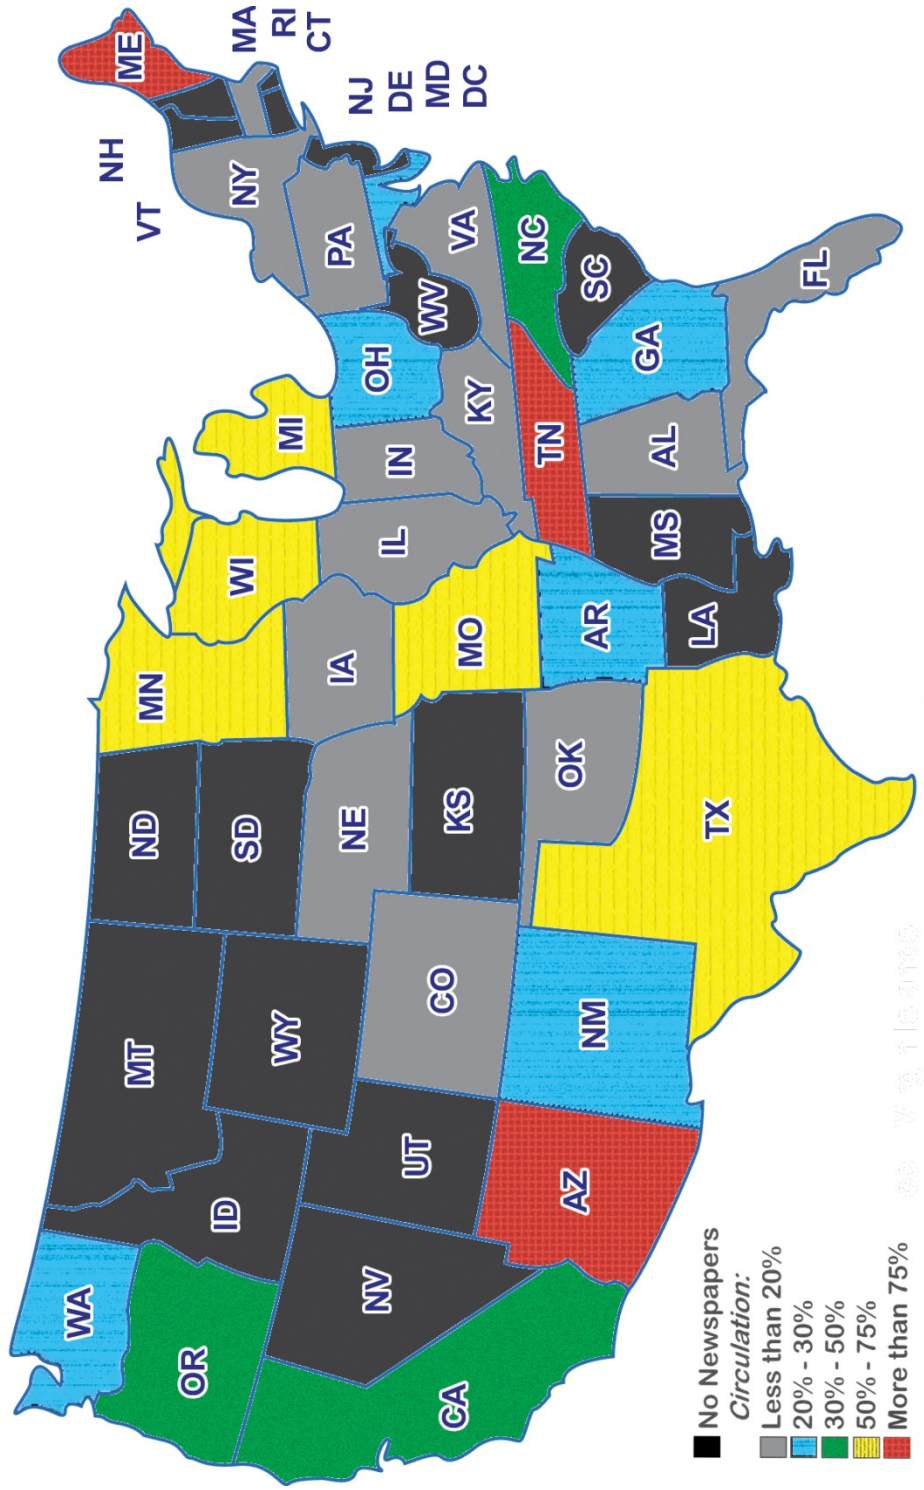 WA
OR
CA
NV
ID
MT
WY
UT
AZ
CO
NM
ND
SD
NE
KS
OK
TX
MN
IA
MO
AR
LA
WI
IL
MI
IN
OH
KY
TN
MS
AL
GA
FL
SC
NC
VA
WV
PA
NY
VT
NH
ME
MA
RI
CT
NJ
DE
MD
DC
No Newspapers
Circulation:
Less than 20%
20% - 30%
30% - 50%
50% - 75%
More than 75%